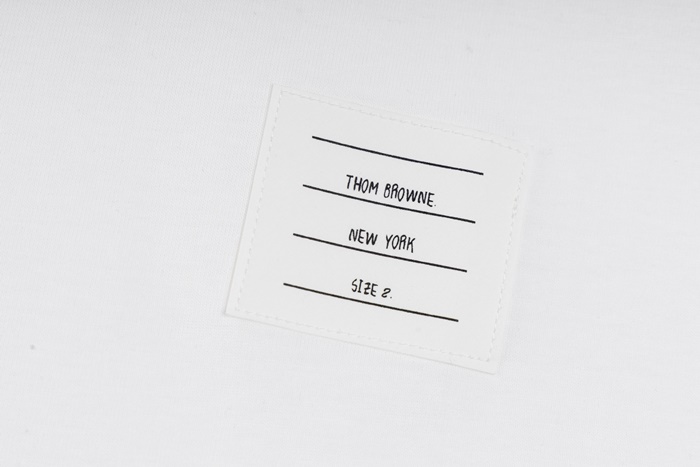 THOM BROWNE.
NEW YORK
SIZE 2.